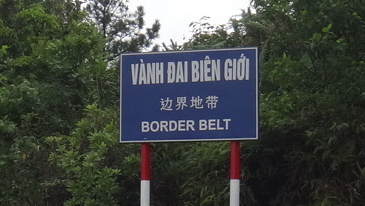 VÀNH ĐAI BIÊN GIỚI
边界地带
BORDER BELT